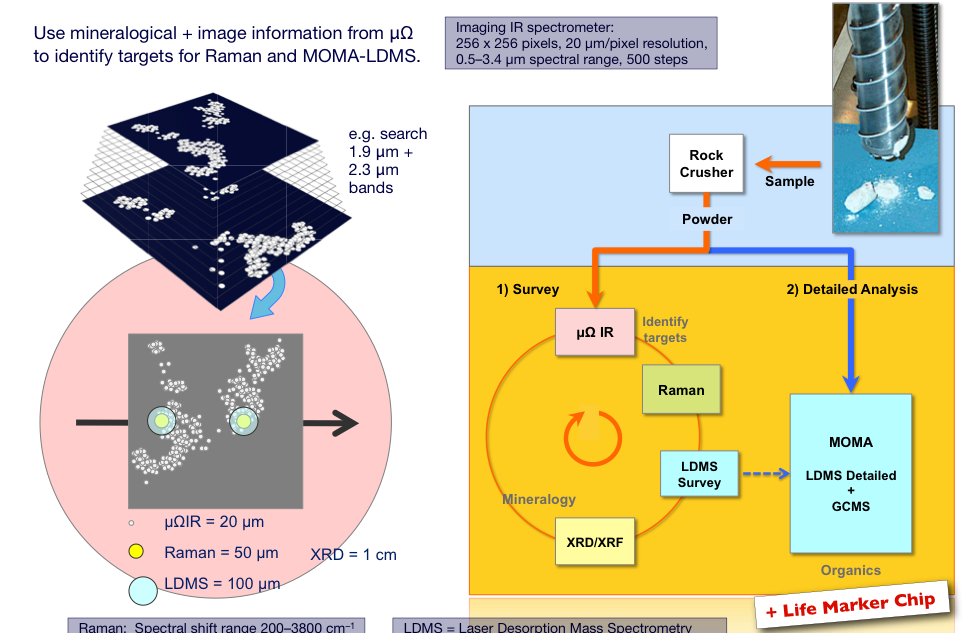 Use mineralogical + image information from µΩ
to identify targets for Raman and MOMA-LDMS.
Imaging IR spectrometer:
256 x 256 pixels, 20 µm/pixel resolution,
0.5–3.4 µm spectral range, 500 steps
e.g. search
1.9 µm +
2.3 µm
bands
Rock
Crusher
Sample
Powder
1) Survey
2) Detailed Analysis
µΩ IR
Identify
targets
Raman
LDMS
Survey
Mineralogy
XRD/XRF
MOMA
LDMS Detailed
+
GCMS
Organics
+ Life Marker Chip
µΩIR = 20 µm
Raman = 50 µm
XRD = 1 cm
LDMS = 100 µm
Raman: Spectral shift range 200–3800 cm⁻¹
LDMS = Laser Desorption Mass Spectrometry